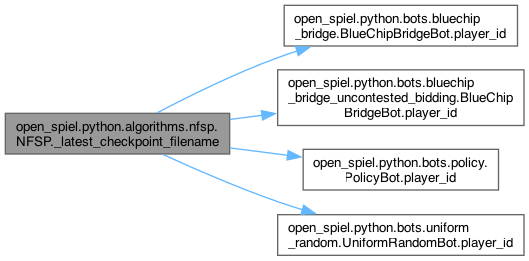 open_spiel.python.bots.bluechip
_bridge.BlueChipBridgeBot.player_id
open_spiel.python.bots.bluechip
_bridge_uncontested_bidding.BlueChip
BridgeBot.player_id
open_spiel.python.algorithms.nfsp.
NFSP._latest_checkpoint_filename
open_spiel.python.bots.policy.
PolicyBot.player_id
open_spiel.python.bots.uniform
_random.UniformRandomBot.player_id